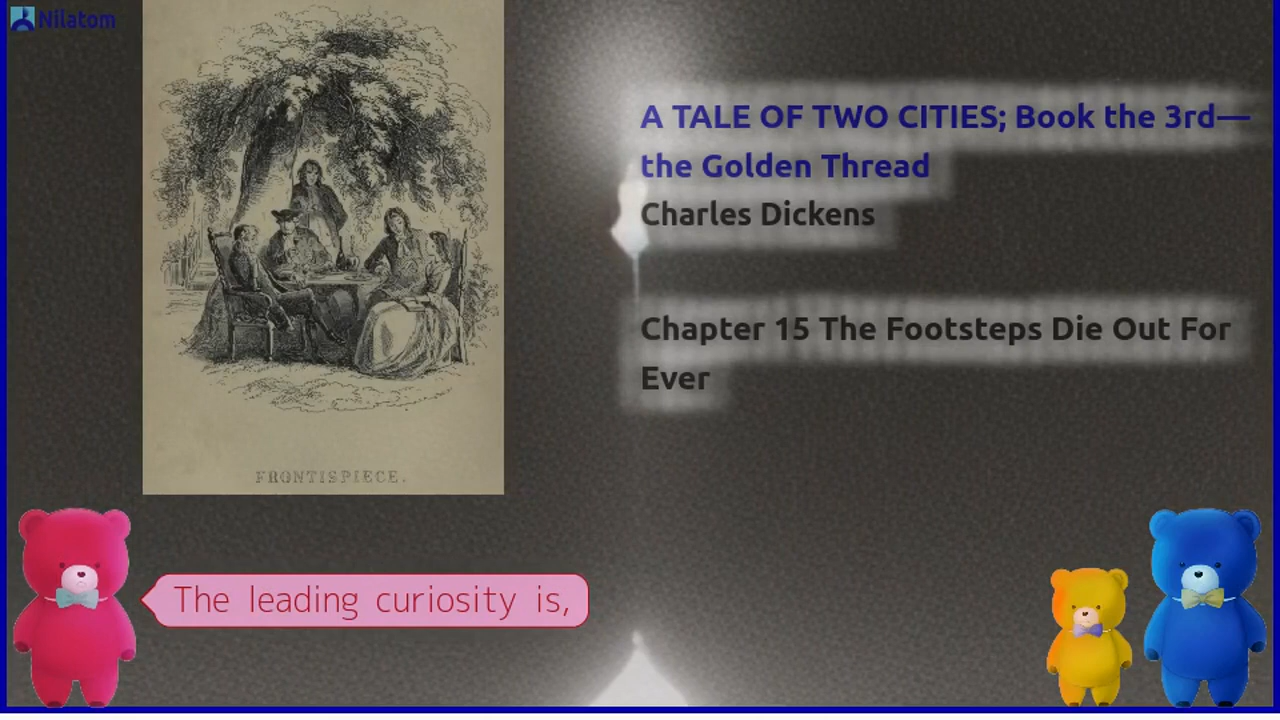 Nilatom
A TALE OF TWO CITIES; Book the 3rd—
the Golden Thread
Charles Dickens
Chapter 15 The Footsteps Die Out For
Ever
FRONTISPIECE.
The leading curiosity is,